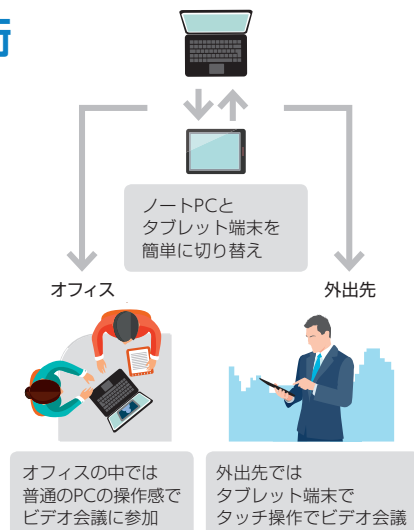 術
ノートPCと
タブレット端末を
簡単に切り替え
オフィス
外出先
オフィスの中では
普通のPCの操作感で
ビデオ会議に参加
外出先では
タブレット端末で
タッチ操作でビデオ会議